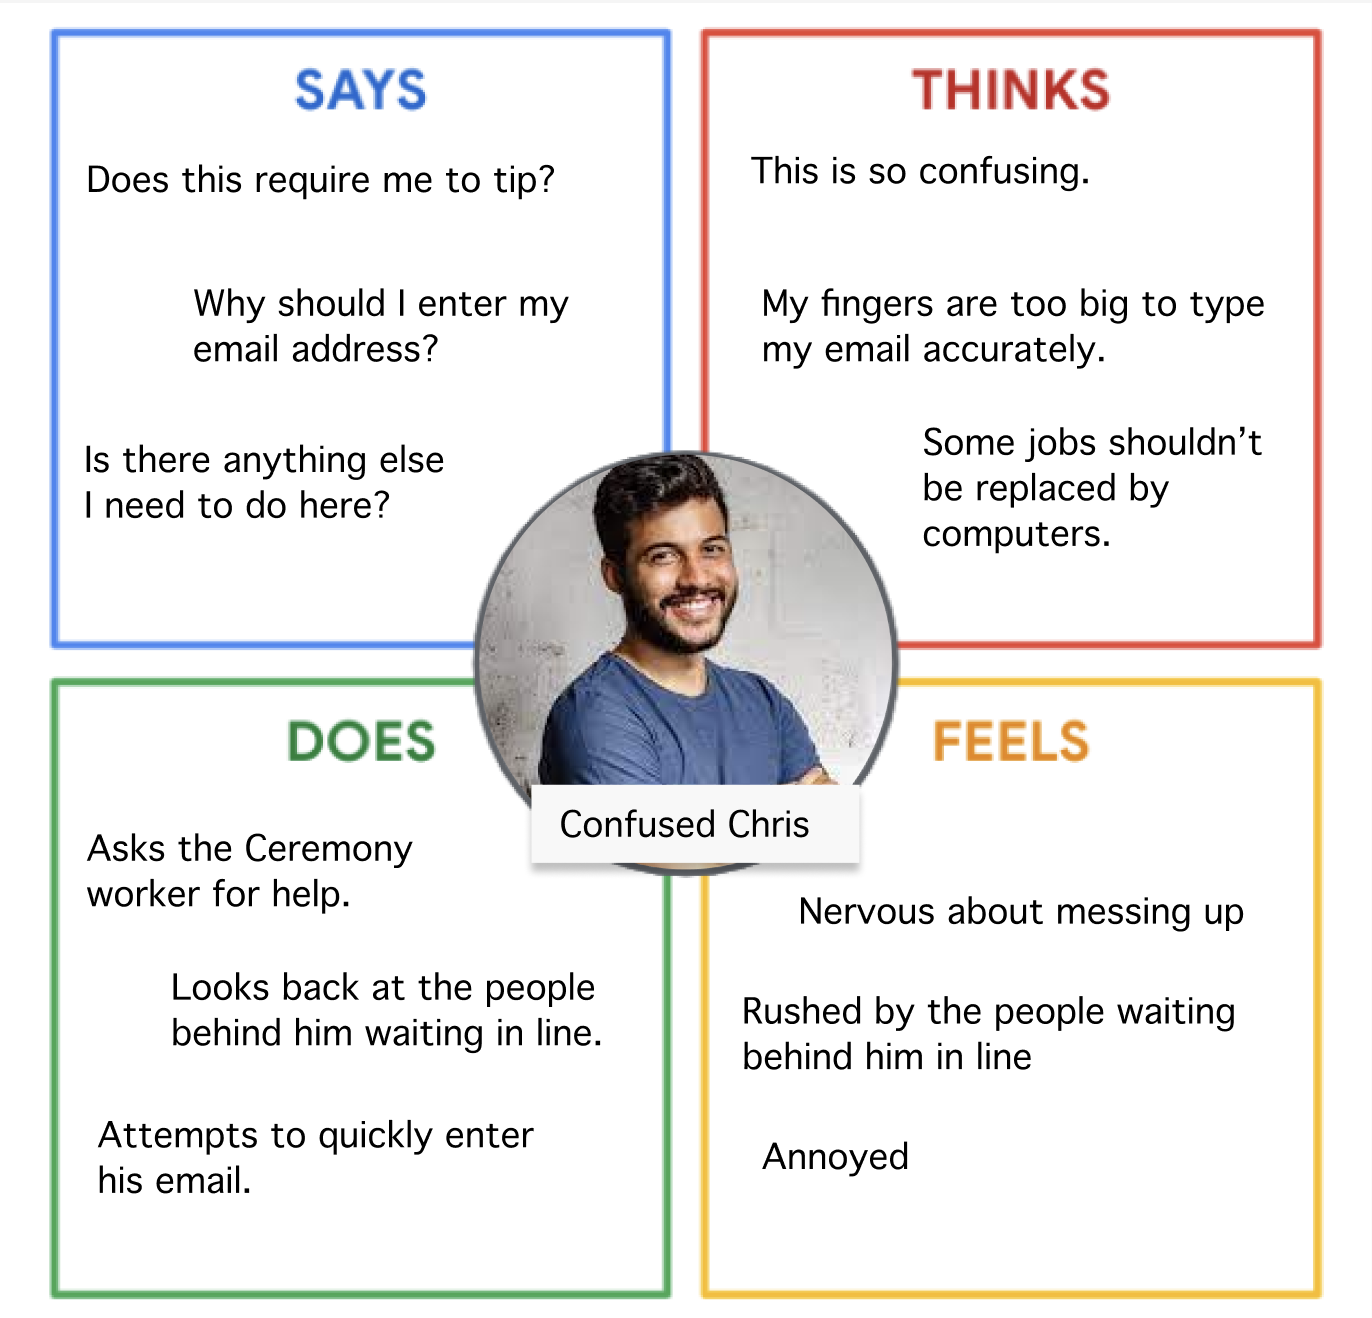 SAYS
Does this require me to tip?
Why should I enter my
email address?
Is there anything else
I need to do here?
THINKS
This is so confusing.
My fingers are too big to type
my email accurately.
Some jobs shouldn’t
be replaced by
computers.
Confused Chris
DOES
Asks the Ceremony
worker for help.
Looks back at the people
behind him waiting in line.
Attempts to quickly enter
his email.
FEELS
Nervous about messing up
Rushed by the people waiting
behind him in line
Annoyed